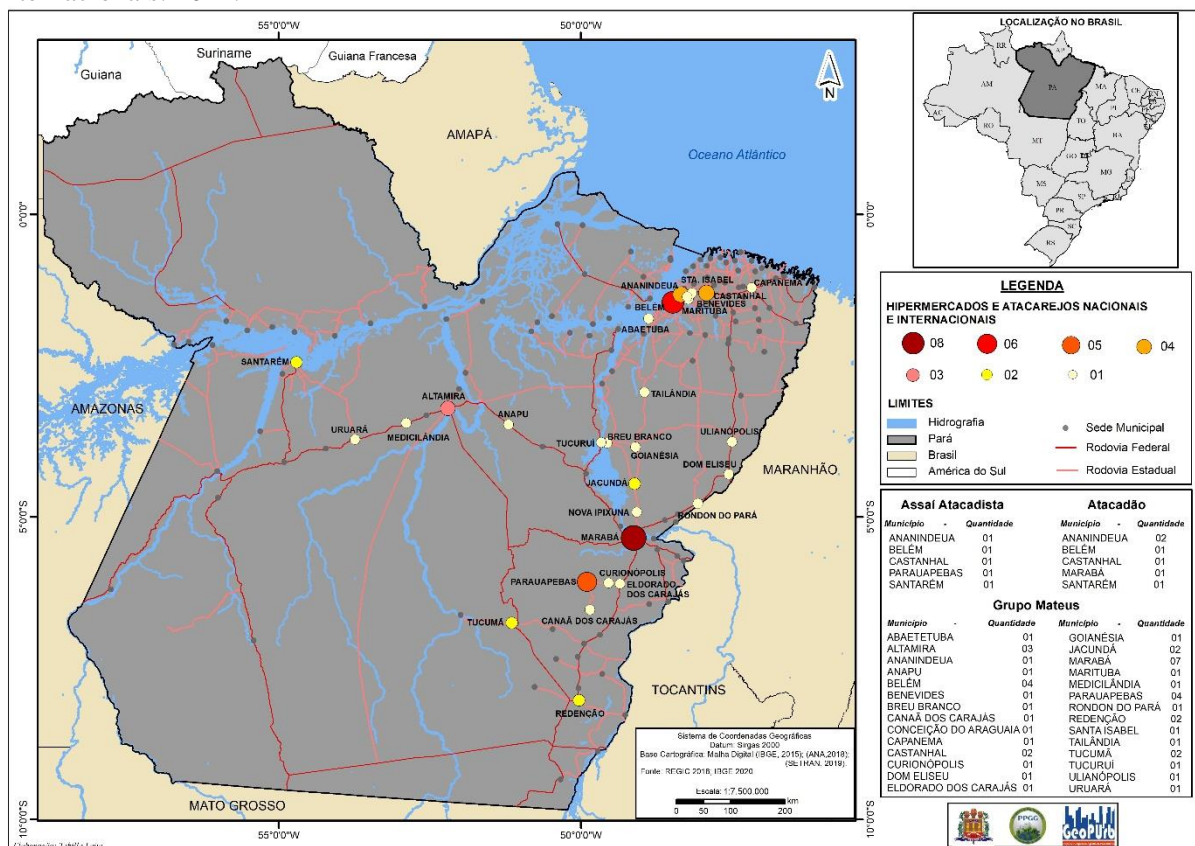 55°0'0"W
50°0'0"W
Suriname
Guiana Francesa
Guiana
N
AMAPÁ
Oceano Atlântico
0°0'0"
0°0'0"
STA. ISABEL
ANANINDEUA
CAPANEMA
BELÉM
CASTANHAL
BENEVIDES
MARITUBA
ABAETUBA
SANTARÉM
AMAZONAS
ALTAMIRA
TAILÂNDIA
URUARÁ
MEDICILÂNDIA
ANAPU
TUCURUÍ
BREU BRANCO
ULIANÓPOLIS
GOIANÉSIA
DOM ELISEU
MARANHÃO
JACUNDÁ
NOVA IPIXUNA
RONDON DO PARÁ
5°0'0"S
5°0'0"S
MARABÁ
CURIONÓPOLIS
PARAUAPEBAS
ELDORADO
DOS CARAJÁS
CANAÃ DOS CARAJÁS
TUCUMÃ
TOCANTINS
REDENÇÃO
MATO GROSSO
10°0'0"S
10°0'0"S
55°0'0"W
50°0'0"W
Sistema de Coordenadas Geográficas
Datum: Sirgas 2000
Base Cartográfica: Malha Digital (IBGE, 2015); (ANA,2018);
(SETRAN, 2019).
Fonte: REGIC 2018; IBGE 2020
Escala: 1:7.500.000
km
0 50 100 200
LOCALIZAÇÃO NO BRASIL
RR
AP
AM
PA
MA
CE
PI
AC
TO
RO
BA
MT
GO
MG
MS
SP
PR
SC
RS
LEGENDA
HIPERMERCADOS E ATACAREJOS NACIONAIS
E INTERNACIONAIS
08 06 05 04
03 02 01
LIMITES
Hidrografia
Pará
Brasil
América do Sul
Sede Municipal
Rodovia Federal
Rodovia Estadual
Assaí Atacadista
Município - Quantidade
ANANINDEUA 01
BELÉM 01
CASTANHAL 01
PARAUAPEBAS 01
SANTARÉM 01
Atacadão
Município - Quantidade
ANANINDEUA 02
BELÉM 01
CASTANHAL 01
MARABÁ 01
SANTARÉM 01
Grupo Mateus
Município - Quantidade
ABAETETUBA 01
ALTAMIRA 03
ANANINDEUA 01
ANAPU 01
BELÉM 04
BENEVIDES 01
BREU BRANCO 01
CANAÃ DOS CARAJÁS 01
CONCEIÇÃO DO ARAGUAIA 01
CAPANEMA 01
CASTANHAL 02
CURIONÓPOLIS 01
DOM ELISEU 01
ELDORADO DOS CARAJÁS 01
Município - Quantidade
GOIANÉSIA 01
JACUNDÁ 02
MARABÁ 07
MARITUBA 01
MEDICILÂNDIA 01
PARAUAPEBAS 04
RONDON DO PARÁ 01
REDENÇÃO 02
SANTA ISABEL 01
TAILÂNDIA 01
TUCUMÃ 02
TUCURUÍ 01
ULIANÓPOLIS 01
URUARÁ 01
PPGG
GeoPUrb